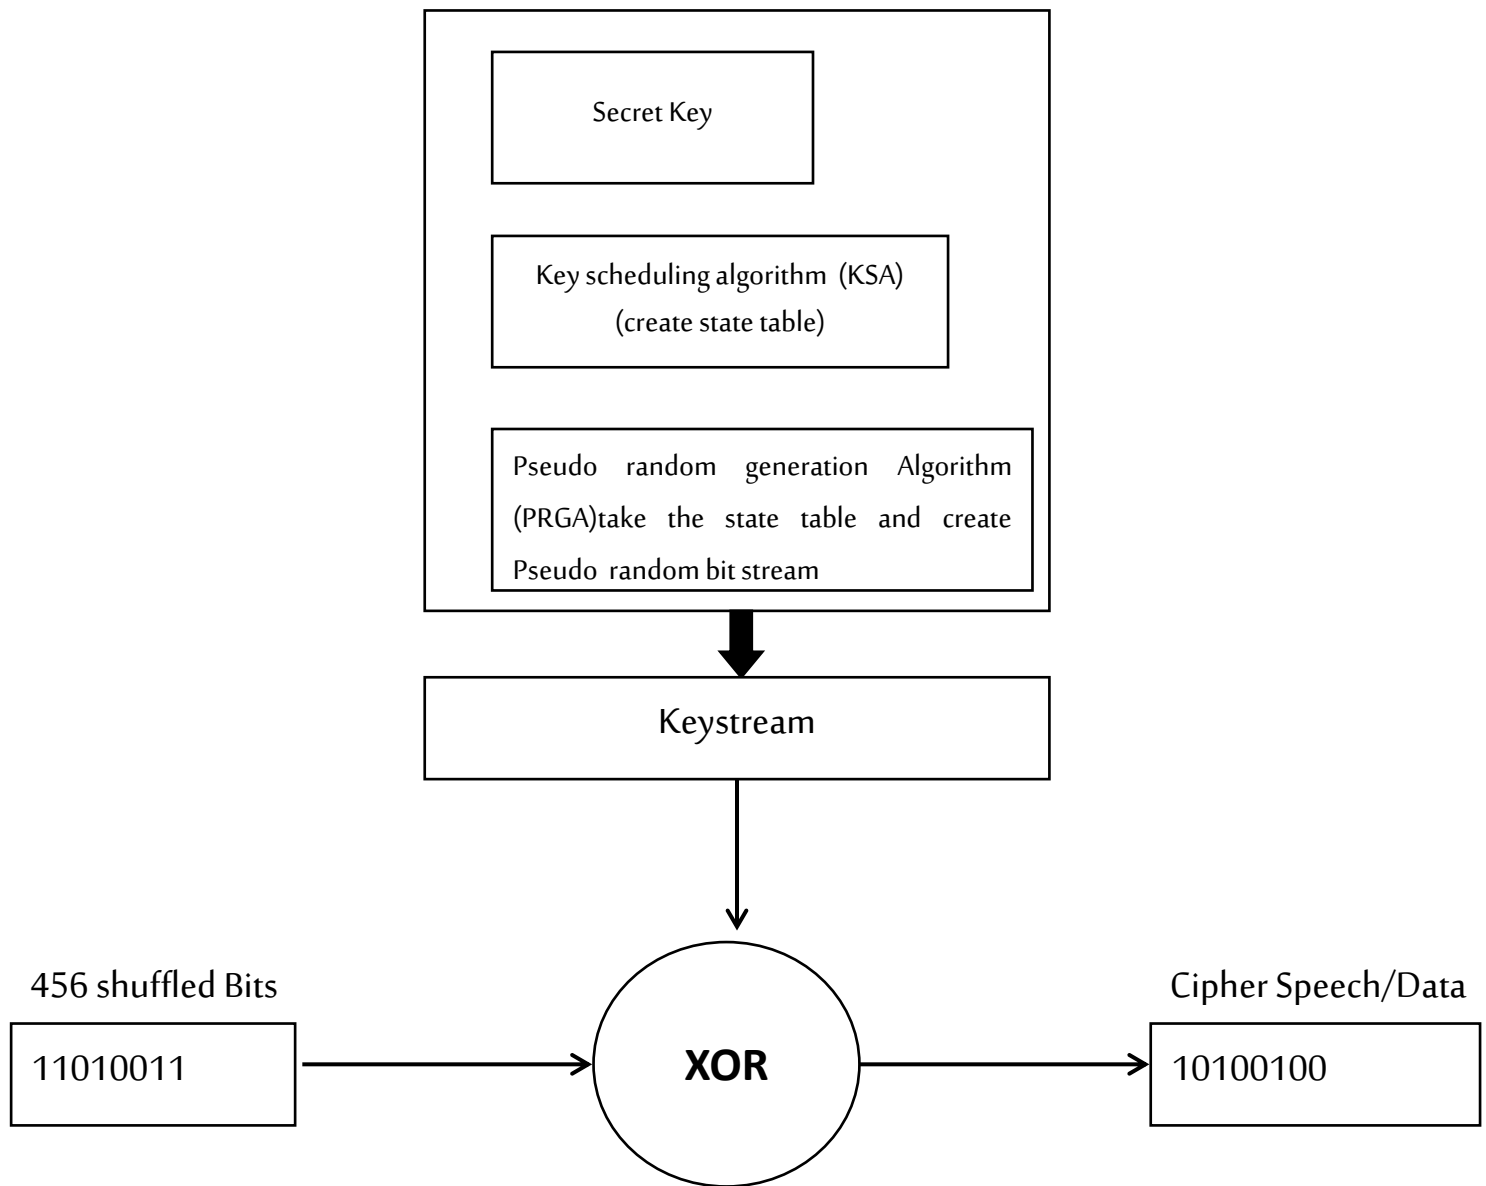 Secret Key
Key scheduling algorithm (KSA)
(create state table)
Pseudo random generation Algorithm
(PRGA)take the state table and create
Pseudo random bit stream
Keystream
456 shuffled Bits
11010011
XOR
Cipher Speech/Data
10100100